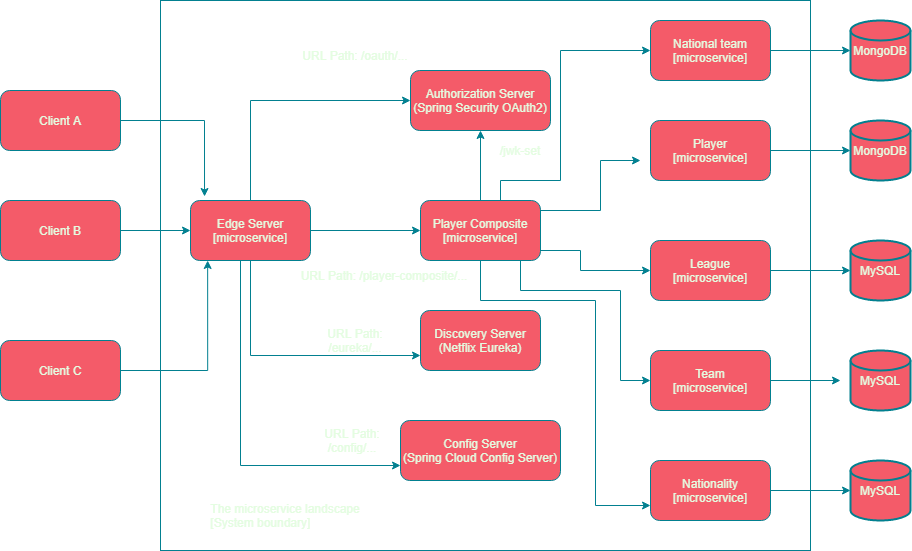 URL Path: /oauth/...
National team
[microservice]
MongoDB
Client A
Authorization Server
(Spring Security OAuth2)
/jwk-set
Player
[microservice]
MongoDB
Client B
Edge Server
[microservice]
Player Composite
[microservice]
URL Path: /player-composite/...
League
[microservice]
MySQL
Client C
URL Path
/eureka/...
Discovery Server
(Netflix Eureka)
Team
[microservice]
MySQL
URL Path
/config/...
Config Server
(Spring Cloud Config Server)
Nationality
[microservice]
MySQL
The microservice landscape
[System boundary]